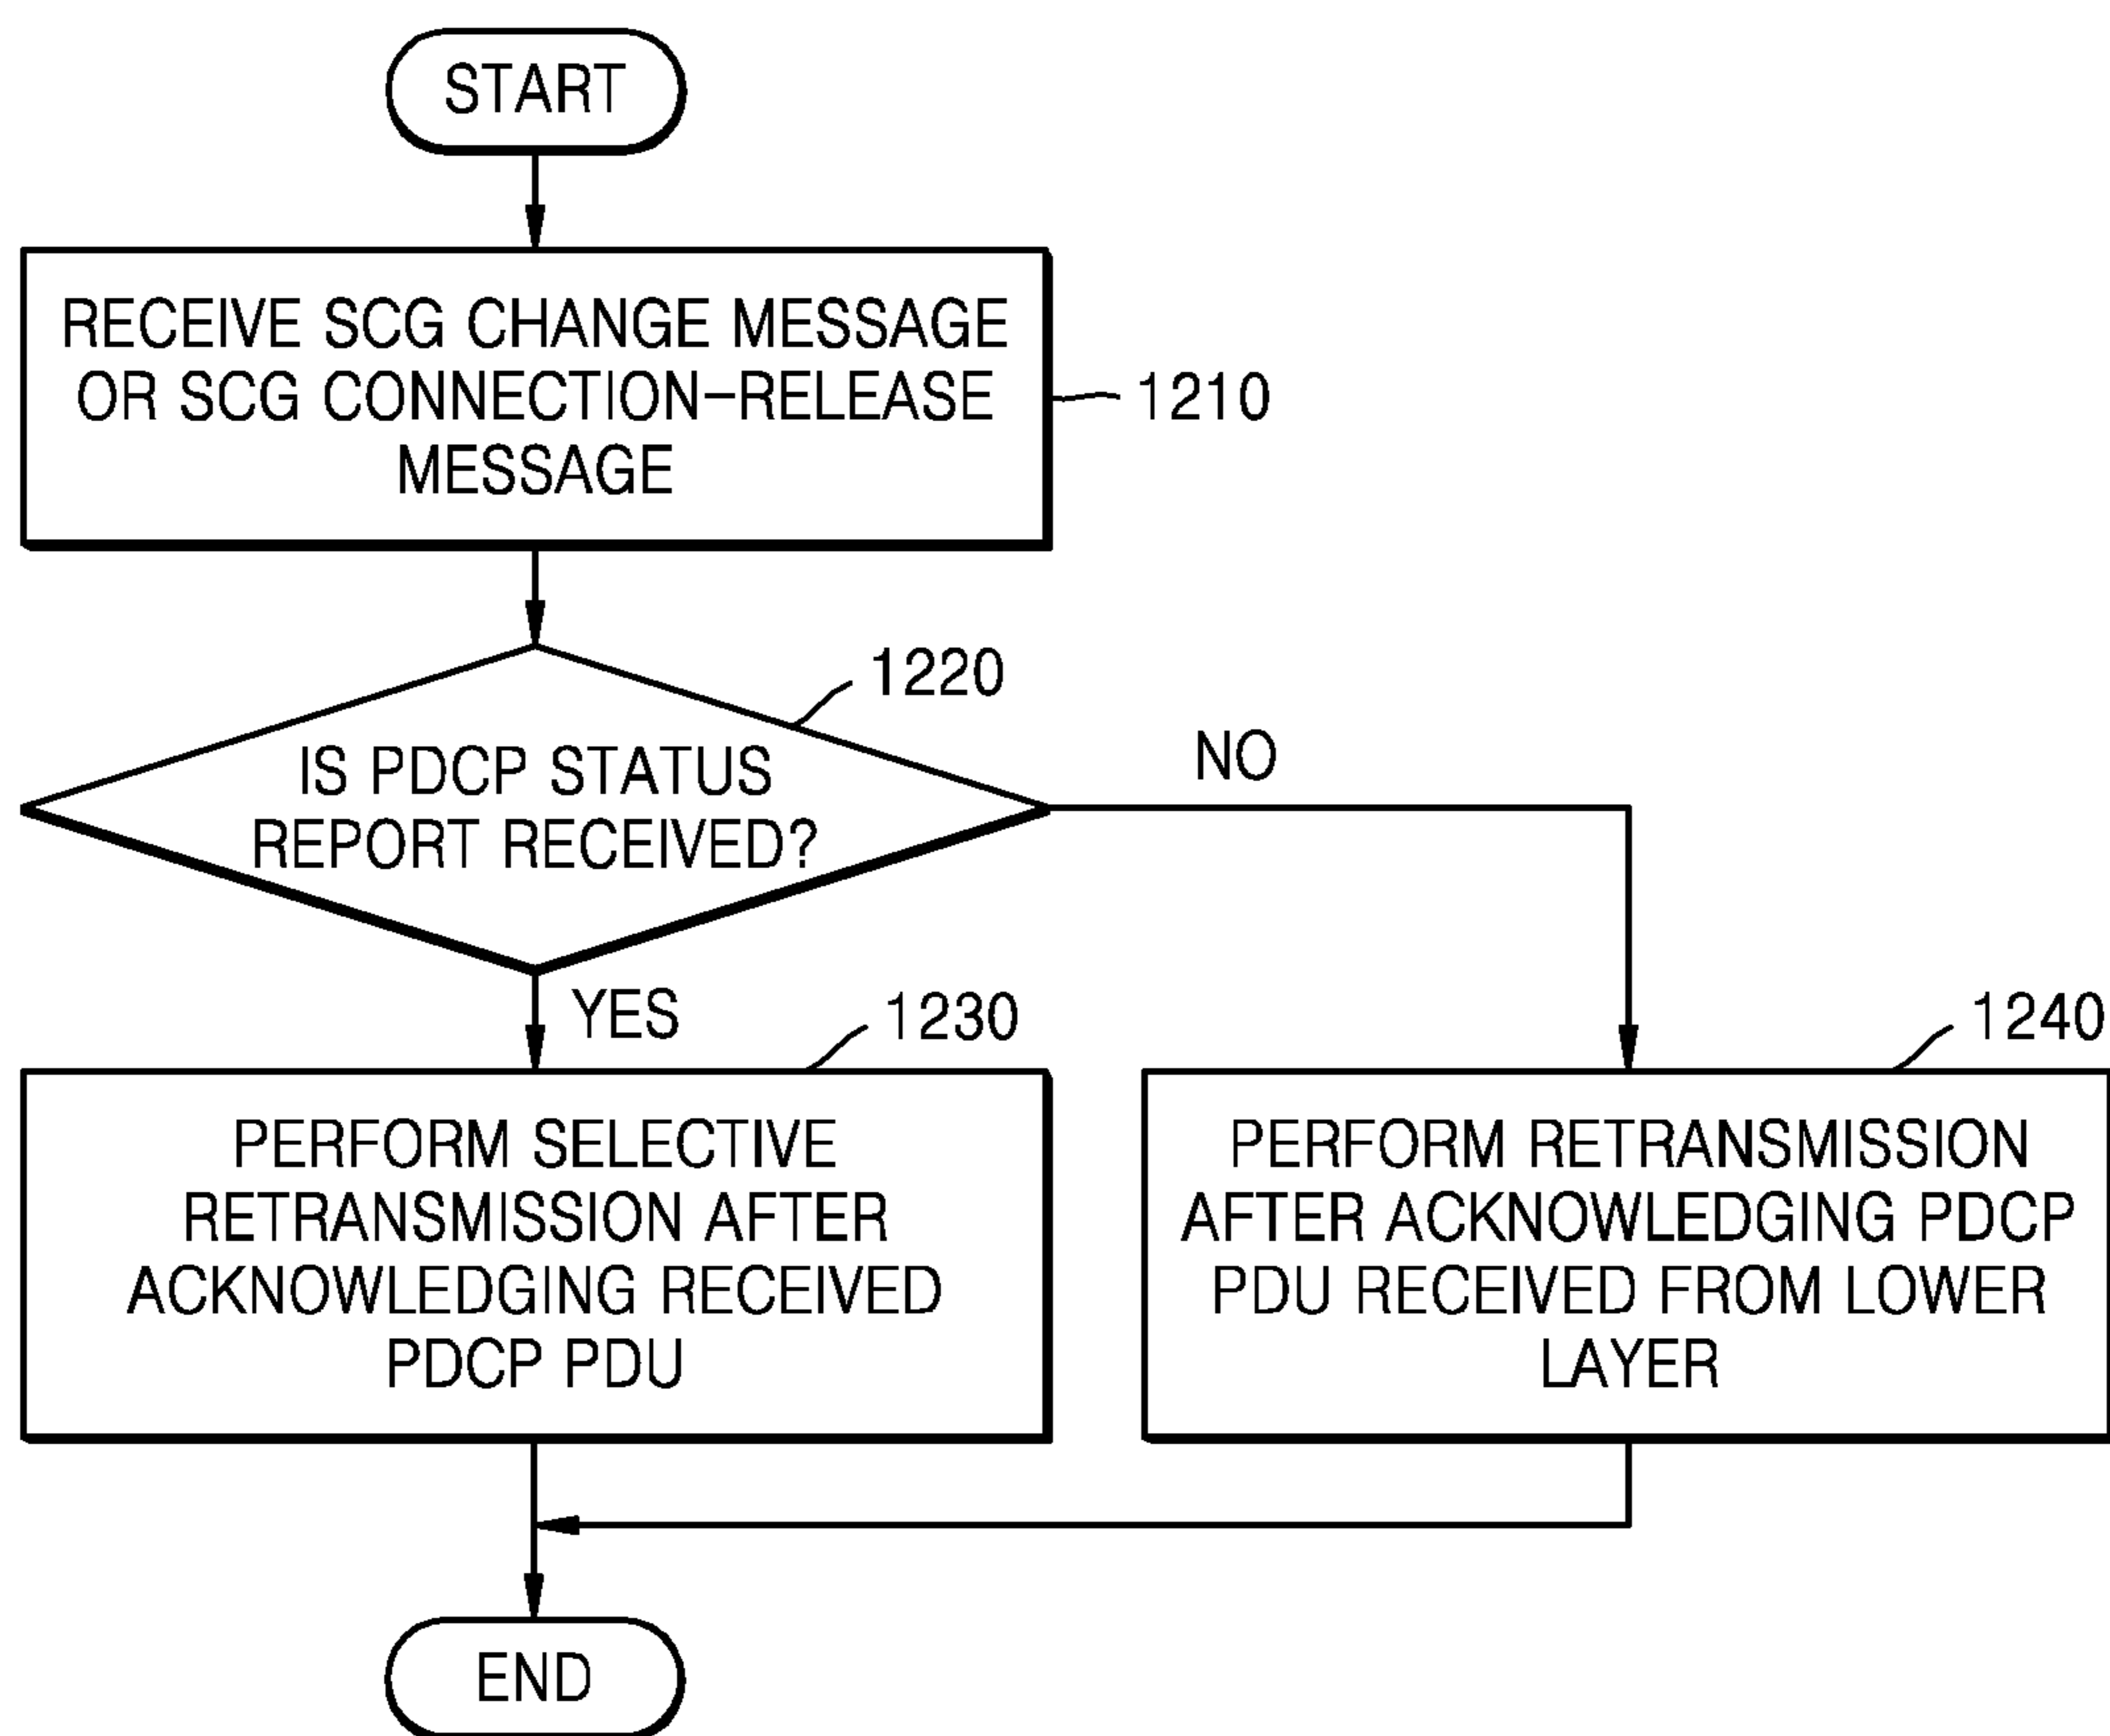 START
RECEIVE SCG CHANGE MESSAGE
OR SCG CONNECTION-RELEASE
MESSAGE
1210
1220
IS PDCP STATUS
REPORT RECEIVED?
NO
YES
1230
PERFORM SELECTIVE
RETRANSMISSION AFTER
ACKNOWLEDGING RECEIVED
PDCP PDU
1240
PERFORM RETRANSMISSION
AFTER ACKNOWLEDGING PDCP
PDU RECEIVED FROM LOWER
LAYER
END